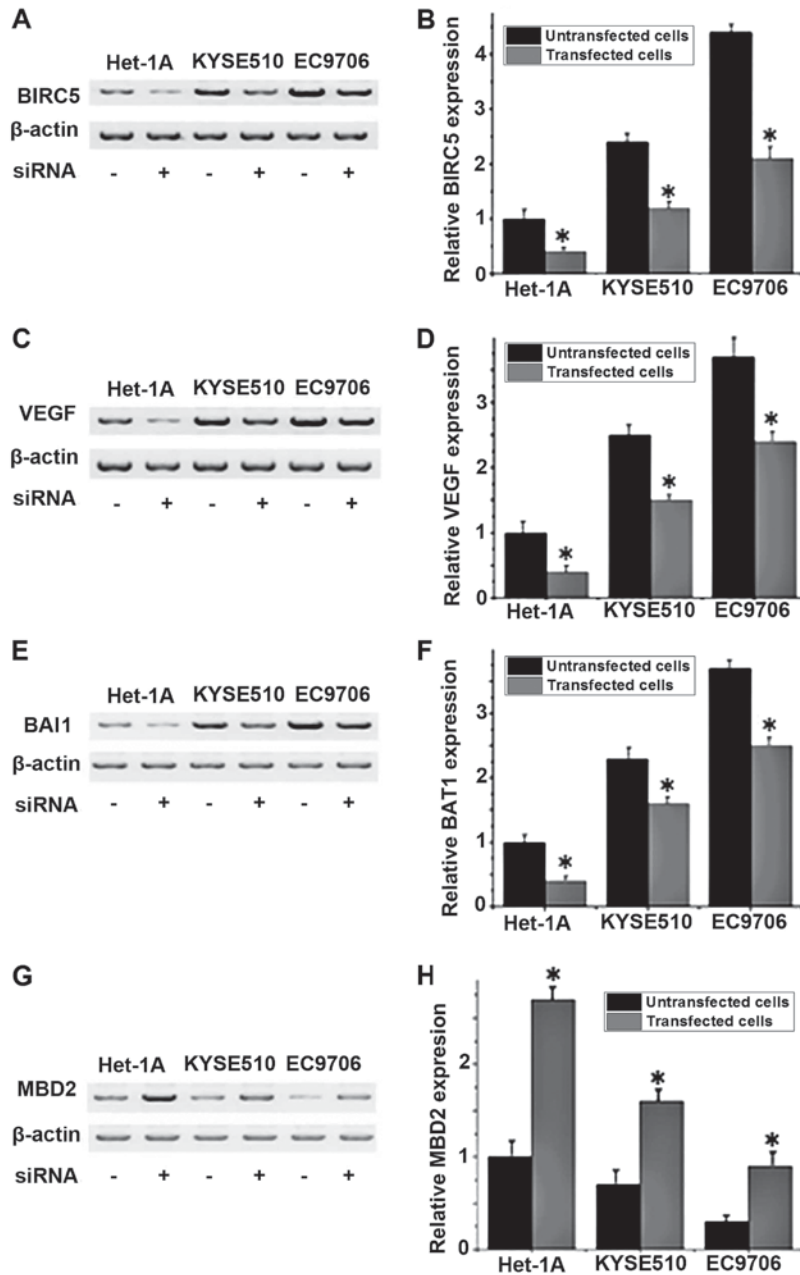 A
Het-1A KYSE510 EC9706
BIRC5
β-actin
siRNA - + - + - +
B
Untransfected cells
Transfected cells
Relative BIRC5 expression
4
2
1
0
* * *
Het-1A KYSE510 EC9706
C
Het-1A KYSE510 EC9706
VEGF
β-actin
siRNA - + - + - +
D
Untransfected cells
Transfected cells
Relative VEGF expression
3
2
1
0
* * *
Het-1A KYSE510 EC9706
E
Het-1A KYSE510 EC9706
BAI1
β-actin
siRNA - + - + - +
F
Untransfected cells
Transfected cells
Relative BAT1 expression
3
2
1
0
* * *
Het-1A KYSE510 EC9706
G
Het-1A KYSE510 EC9706
MBD2
β-actin
siRNA - + - + - +
H
Untransfected cells
Transfected cells
Relative MBD2 expresion
2
1
0
* * *
Het-1A KYSE510 EC9706